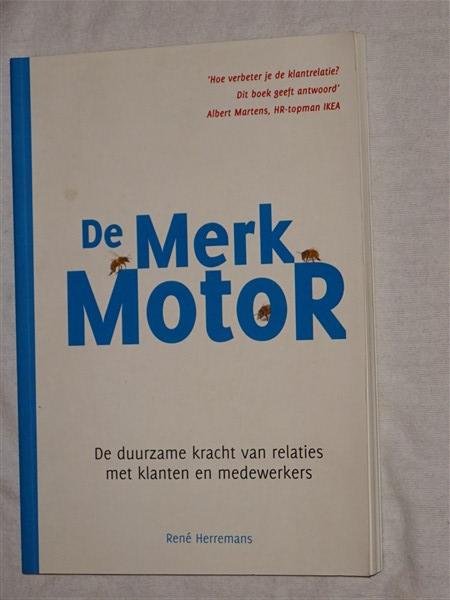 'Hoe verbeter je de klantrelatie?
Dit boek geeft antwoord'
Albert Martens, HR-topman IKEA
De Merk
MotoR
De duurzame kracht van relaties
met klanten en medewerkers
René Herremans